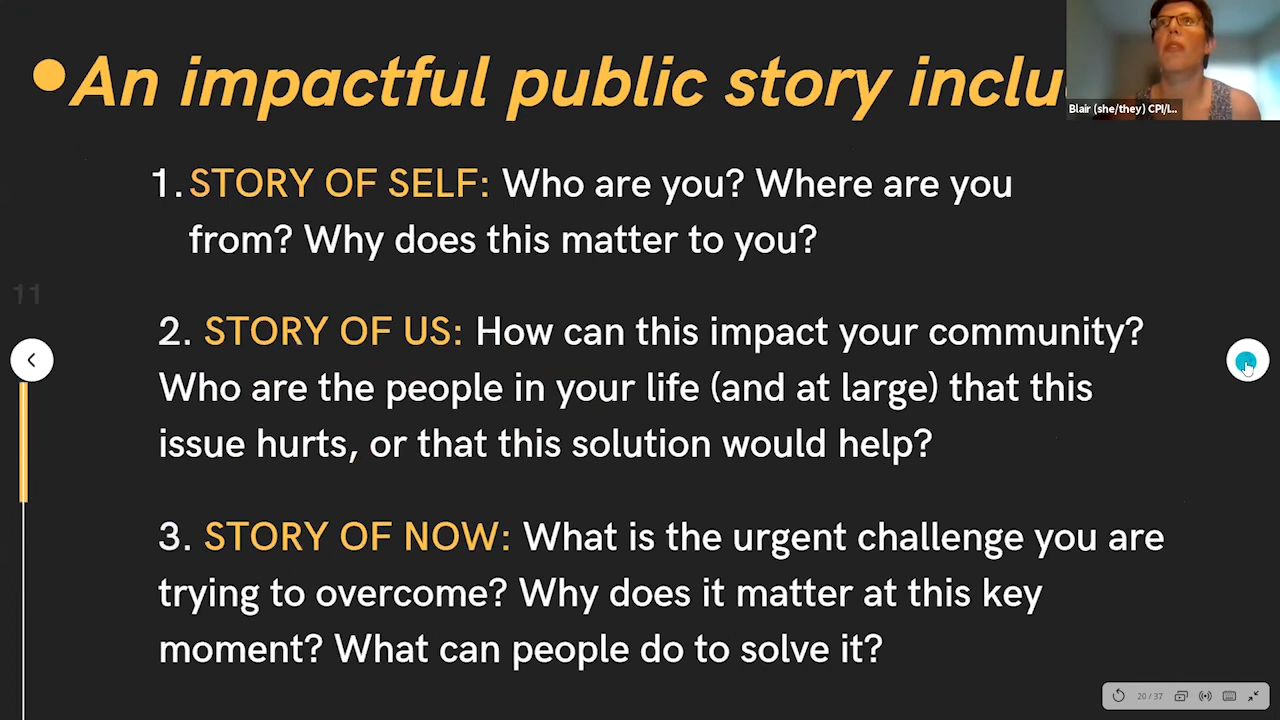 An impactful public story inclu
Blair (she/they) CPI/I...
1. STORY OF SELF: Who are you? Where are you
from? Why does this matter to you?
11
2. STORY OF US: How can this impact your community?
Who are the people in your life (and at large) that this
issue hurts, or that this solution would help?
3. STORY OF NOW: What is the urgent challenge you are
trying to overcome? Why does it matter at this key
moment? What can people do to solve it?
20 / 37